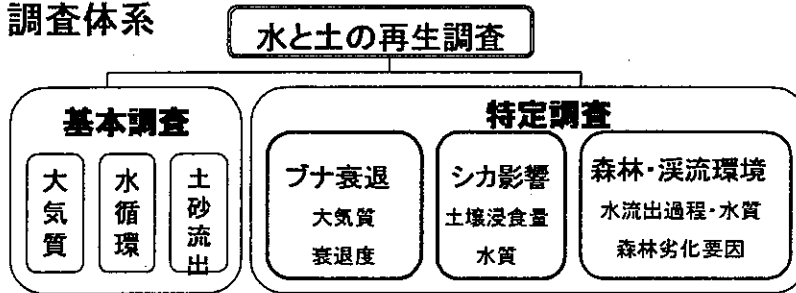 調査体系
水と土の再生調査
基本調査
大気質
水循環
土砂流出
特定調査
ブナ衰退
大気質
衰退度
シカ影響
土壌浸食量
水質
森林・渓流環境
水流出過程・水質
森林劣化要因